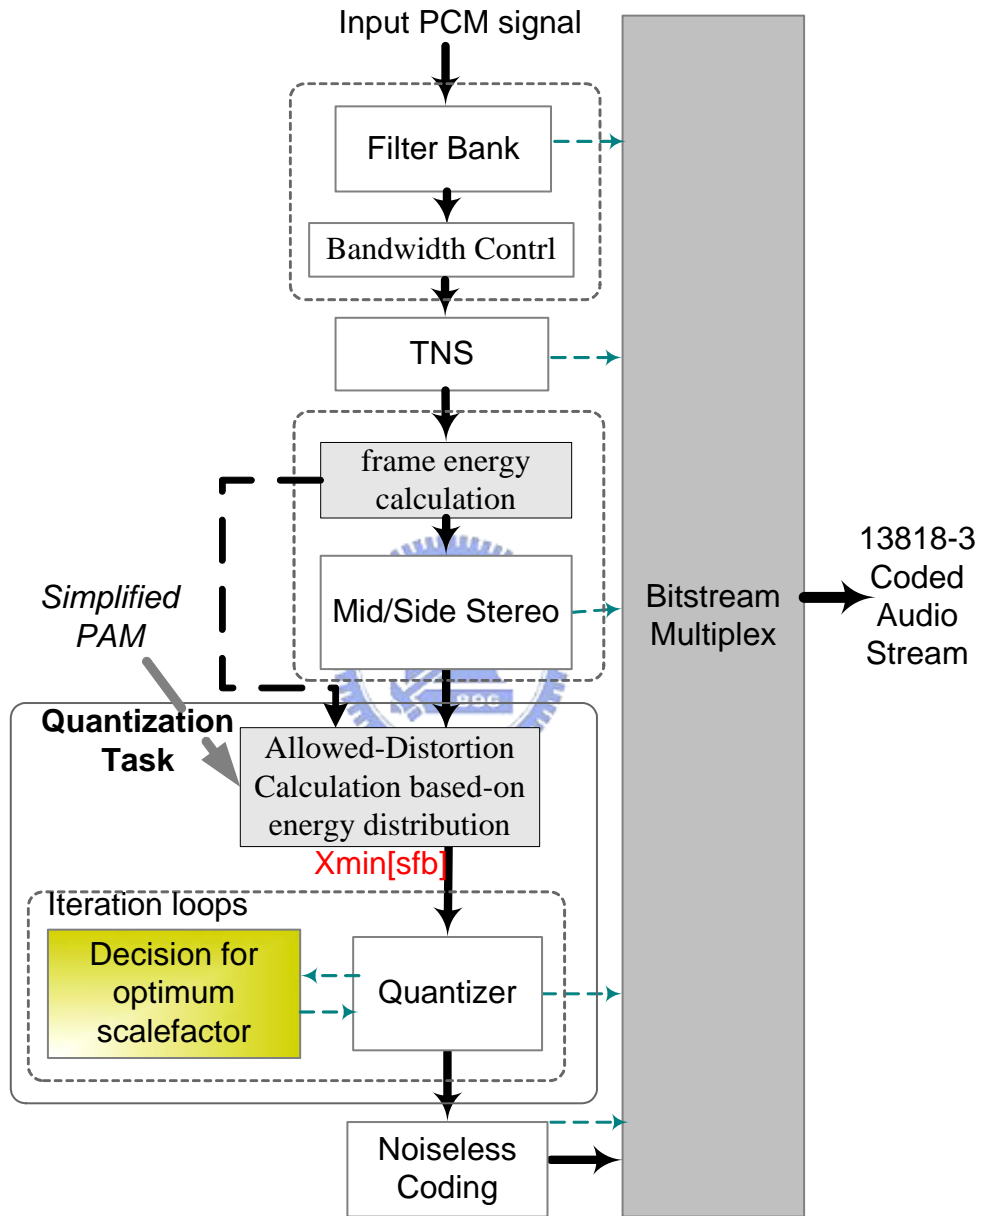 Input PCM signal
Filter Bank
Bandwidth Contrl
TNS
frame energy
calculation
Mid/Side Stereo
Bitstream
Multiplex
13818-3
Coded
Audio
Stream
Simplified
PAM
Quantization
Task
Allowed-Distortion
Calculation based-on
energy distribution
Xmin[sfb]
Iteration loops
Decision for
optimum
scalefactor
Quantizer
Noiseless
Coding